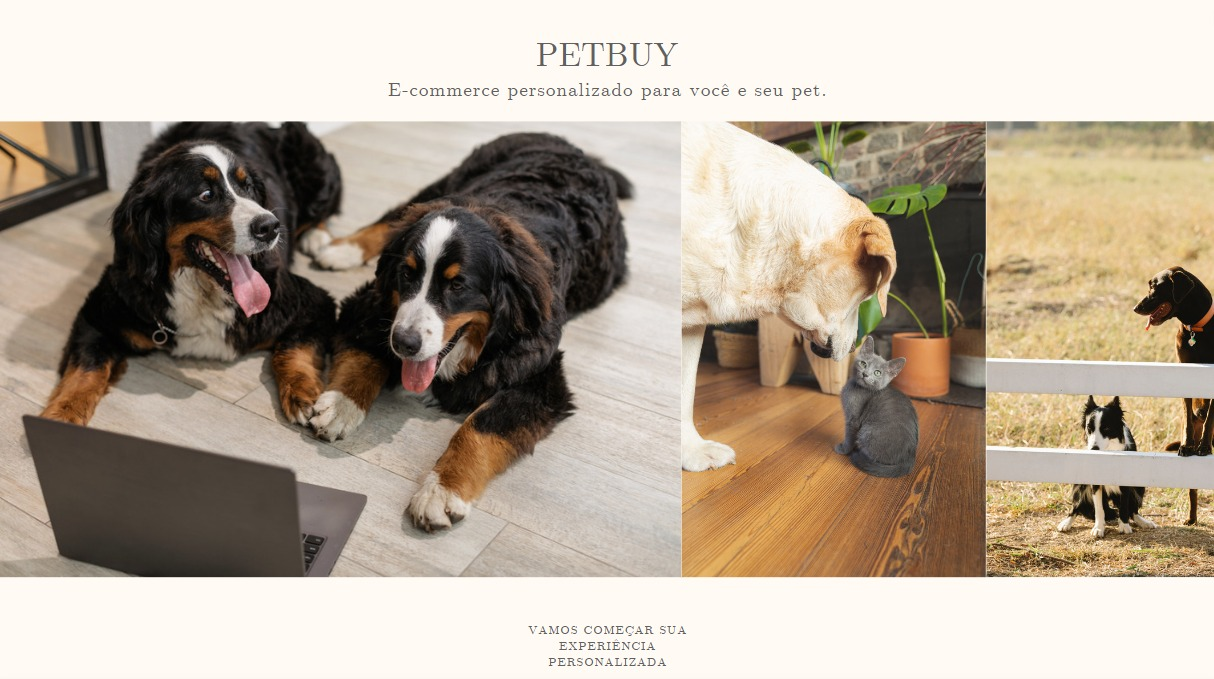 PETBUY
E-commerce personalizado para você e seu pet.
VAMOS COMEÇAR SUA
EXPERIÊNCIA
PERSONALIZADA